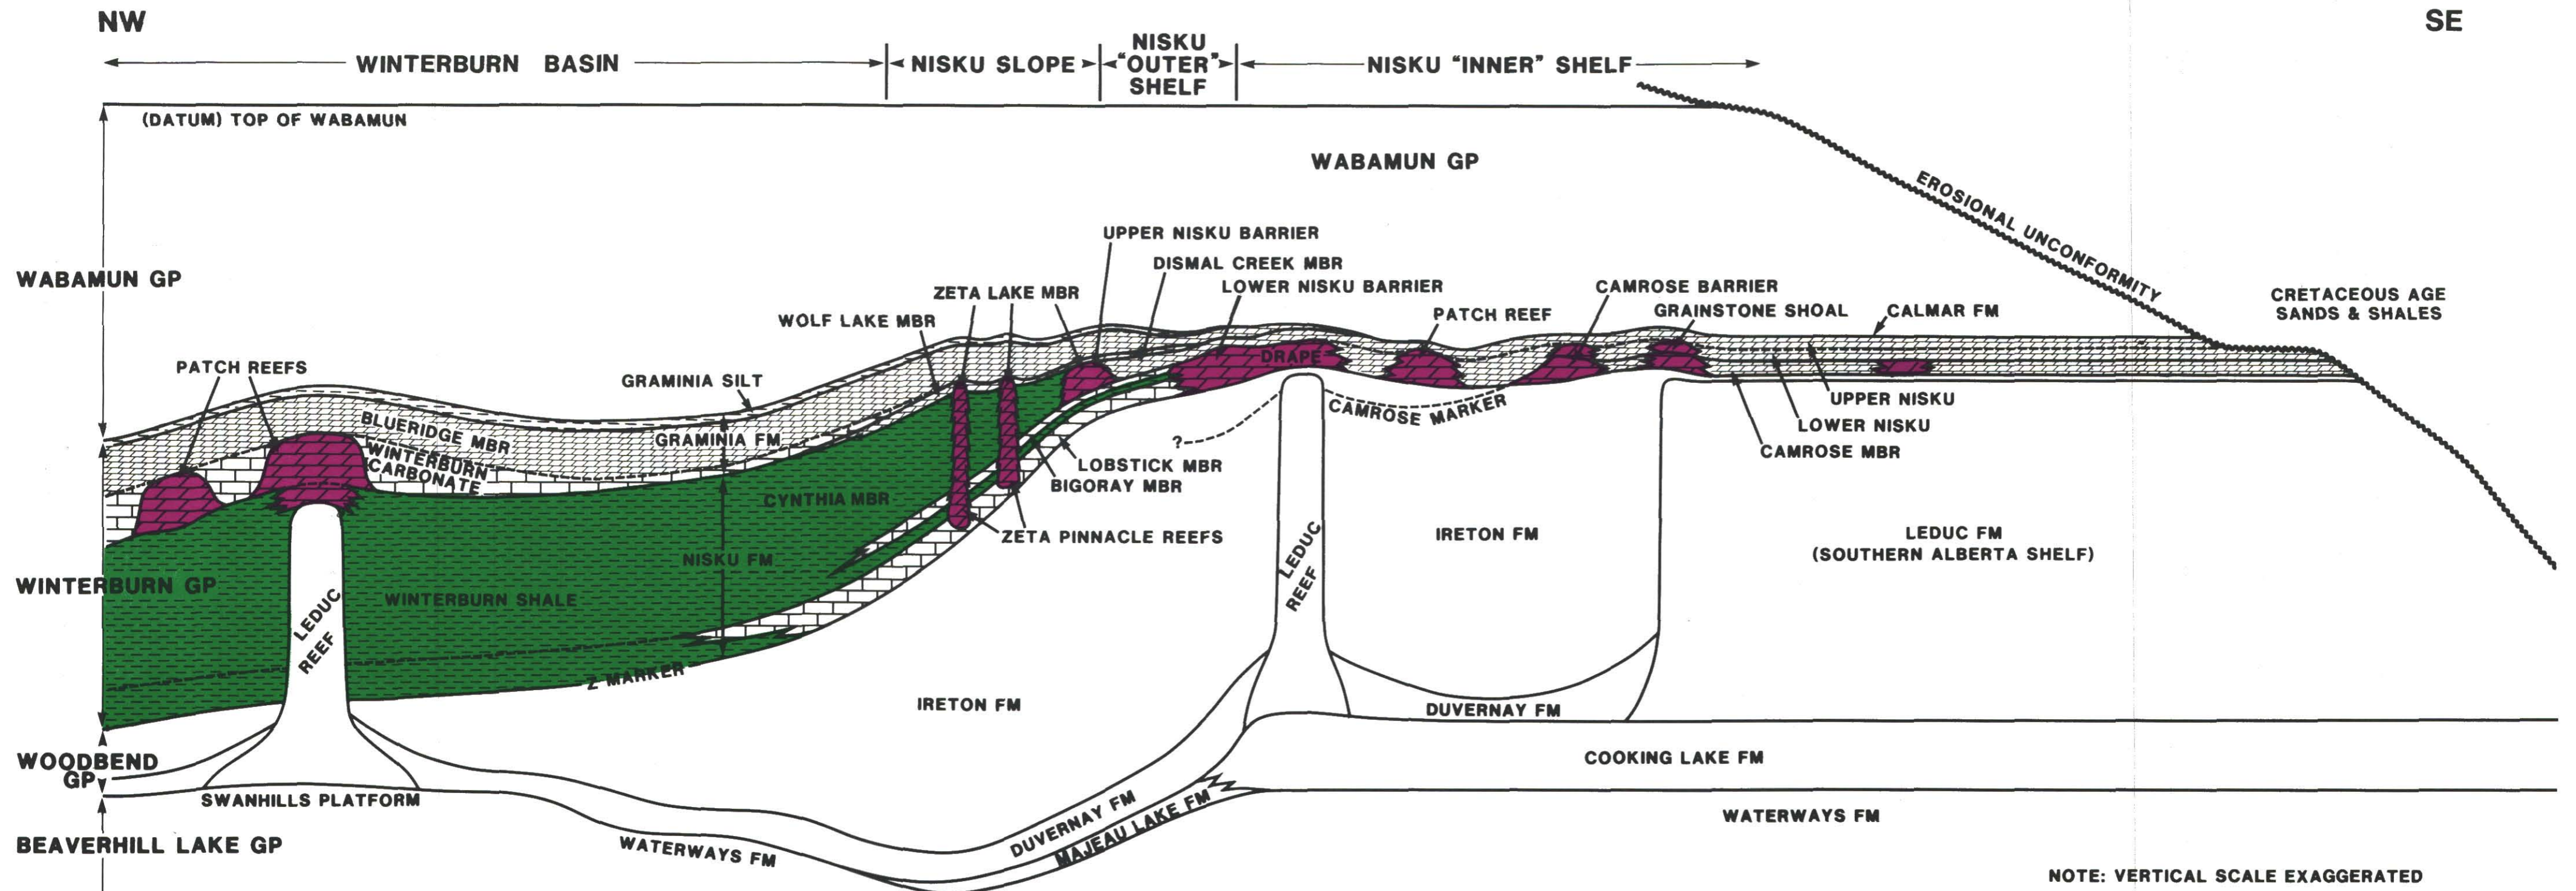 NW
SE
WINTERBURN BASIN
NISKU SLOPE
NISKU
"OUTER"
SHELF
NISKU "INNER" SHELF
(DATUM) TOP OF WABAMUN
WABAMUN GP
EROSIONAL UNCONFORMITY
UPPER NISKU BARRIER
DISMAL CREEK MBR
LOWER NISKU BARRIER
ZETA LAKE MBR
WOLF LAKE MBR
WABAMUN GP
CAMROSE BARRIER
GRAINSTONE SHOAL
CALMAR FM
PATCH REEF
CRETACEOUS AGE
SANDS & SHALES
PATCH REEFS
GRAMINIA SILT
DRAPE
BLUERIDGE MBR
GRAMINIA FM
WINTERBURN
CARBONATE
CAMROSE MARKER
?
UPPER NISKU
LOWER NISKU
CAMROSE MBR
LOBSTICK MBR
BIGORAY MBR
CYNTHIA MBR
ZETA PINNACLE REEFS
NISKU FM
LEDUC
REEF
IRETON FM
LEDUC FM
(SOUTHERN ALBERTA SHELF)
WINTERBURN GP
WINTERBURN SHALE
LEDUC
REEF
Z MARKER
IRETON FM
DUVERNAY FM
WOODBEND
GP
COOKING LAKE FM
SWANHILLS PLATFORM
DUVERNAY FM
MAJEAU LAKE FM
WATERWAYS FM
WATERWAYS FM
BEAVERHILL LAKE GP
NOTE: VERTICAL SCALE EXAGGERATED